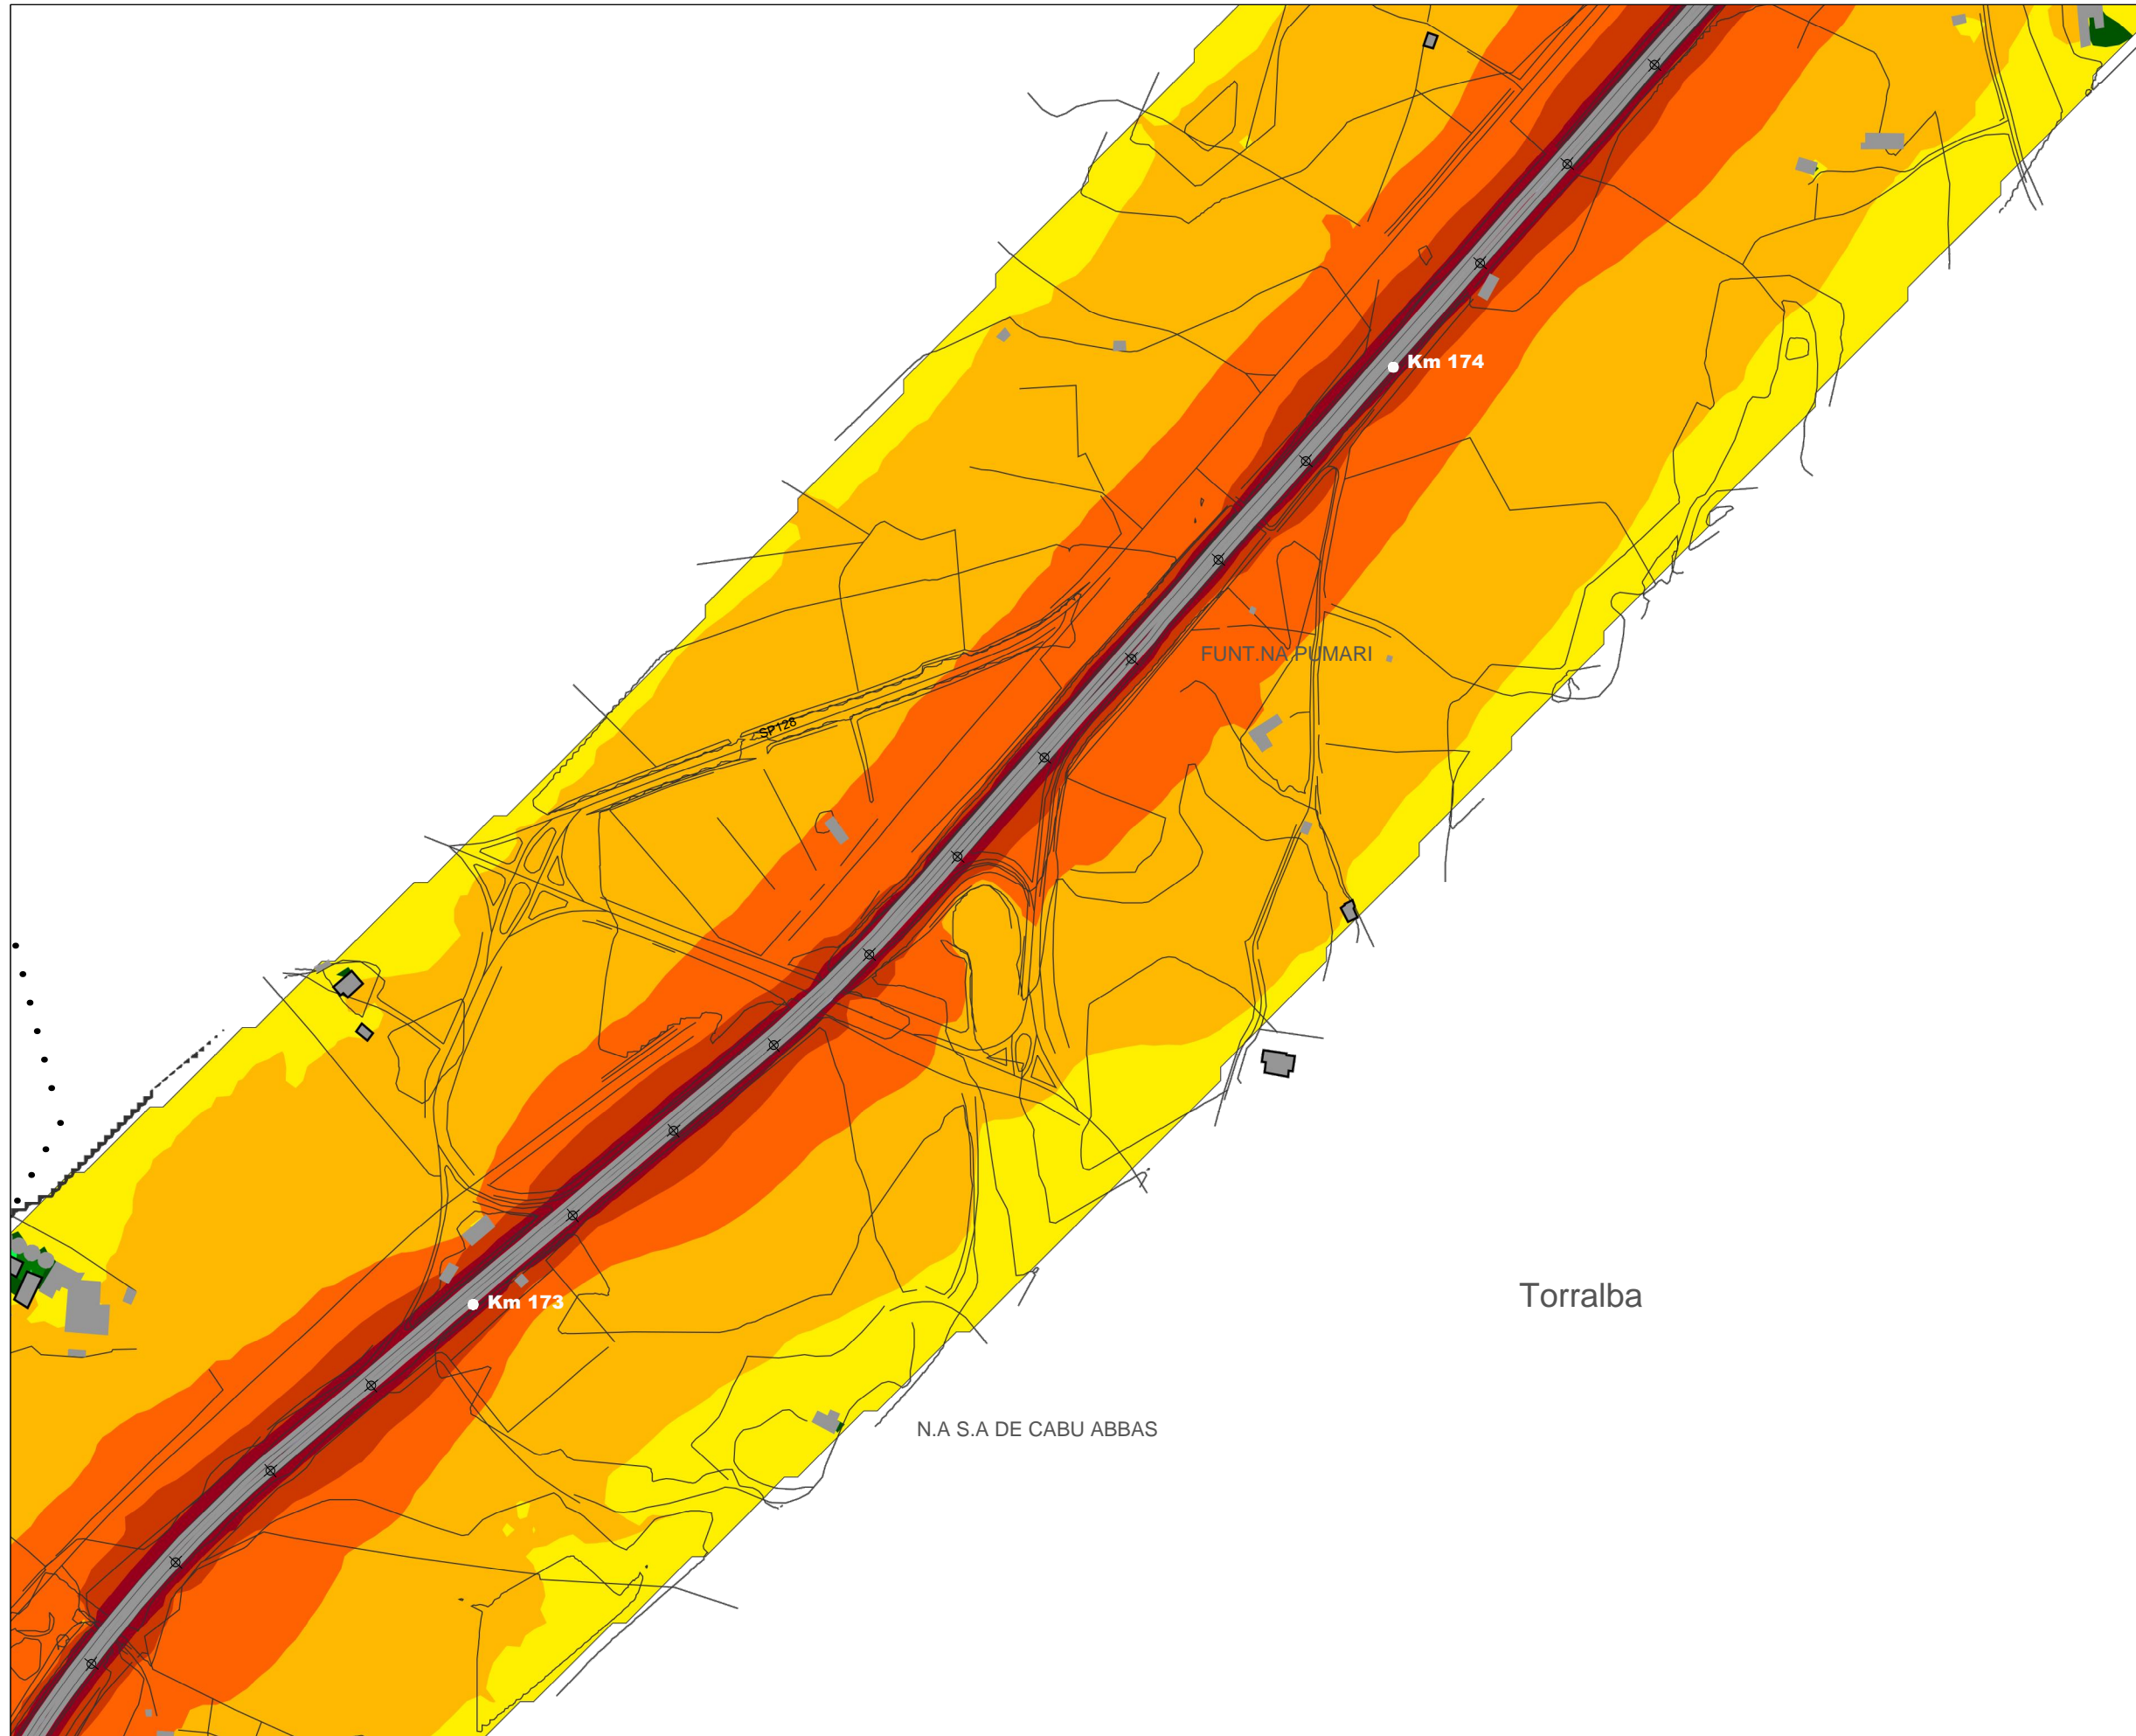 Km 174
FUNT.NA PUMARI
SP128
Km 173
Torralba
N.A S.A DE CABU ABBAS